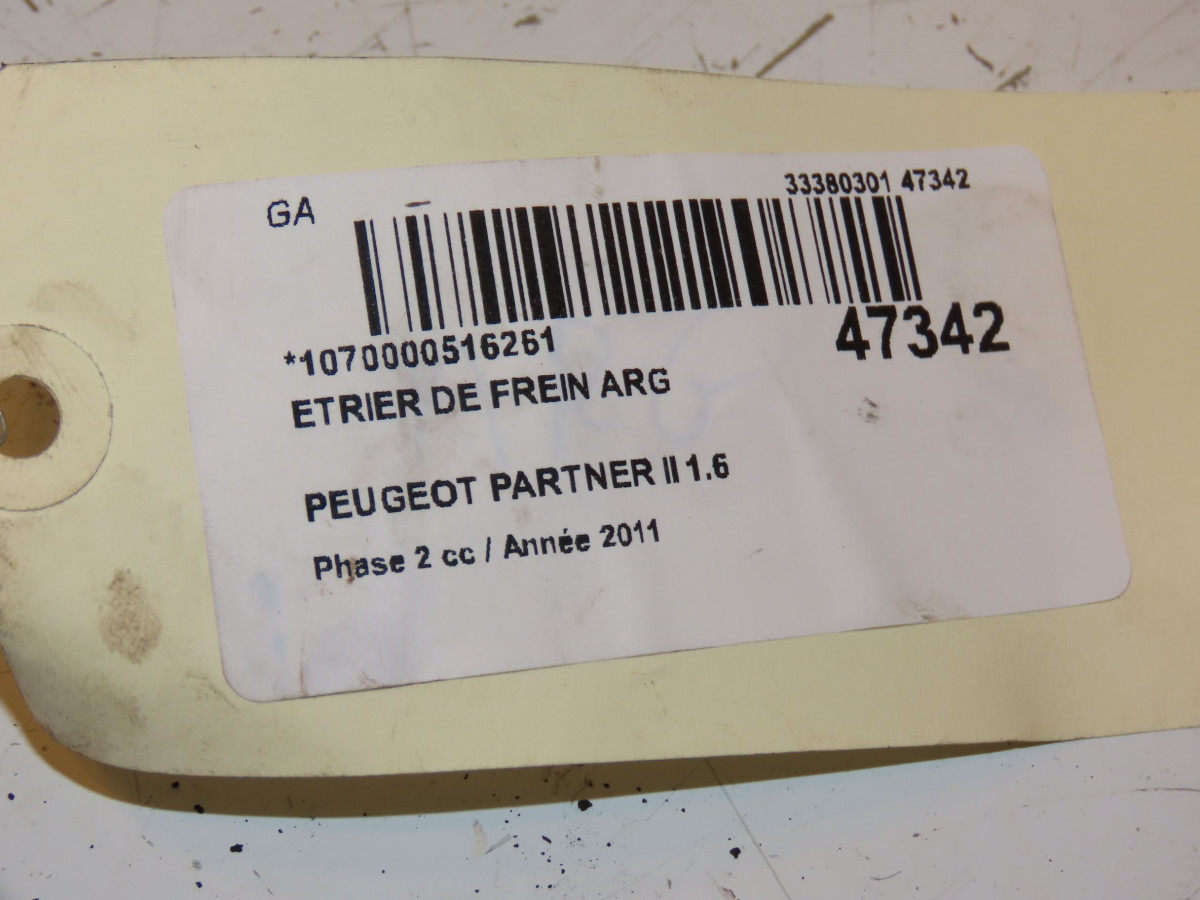 GA
33380301 47342
*1070000516261
47342
ETRIER DE FREIN ARG
PEUGEOT PARTNER II 1.6
Phase 2 cc / Année 2011